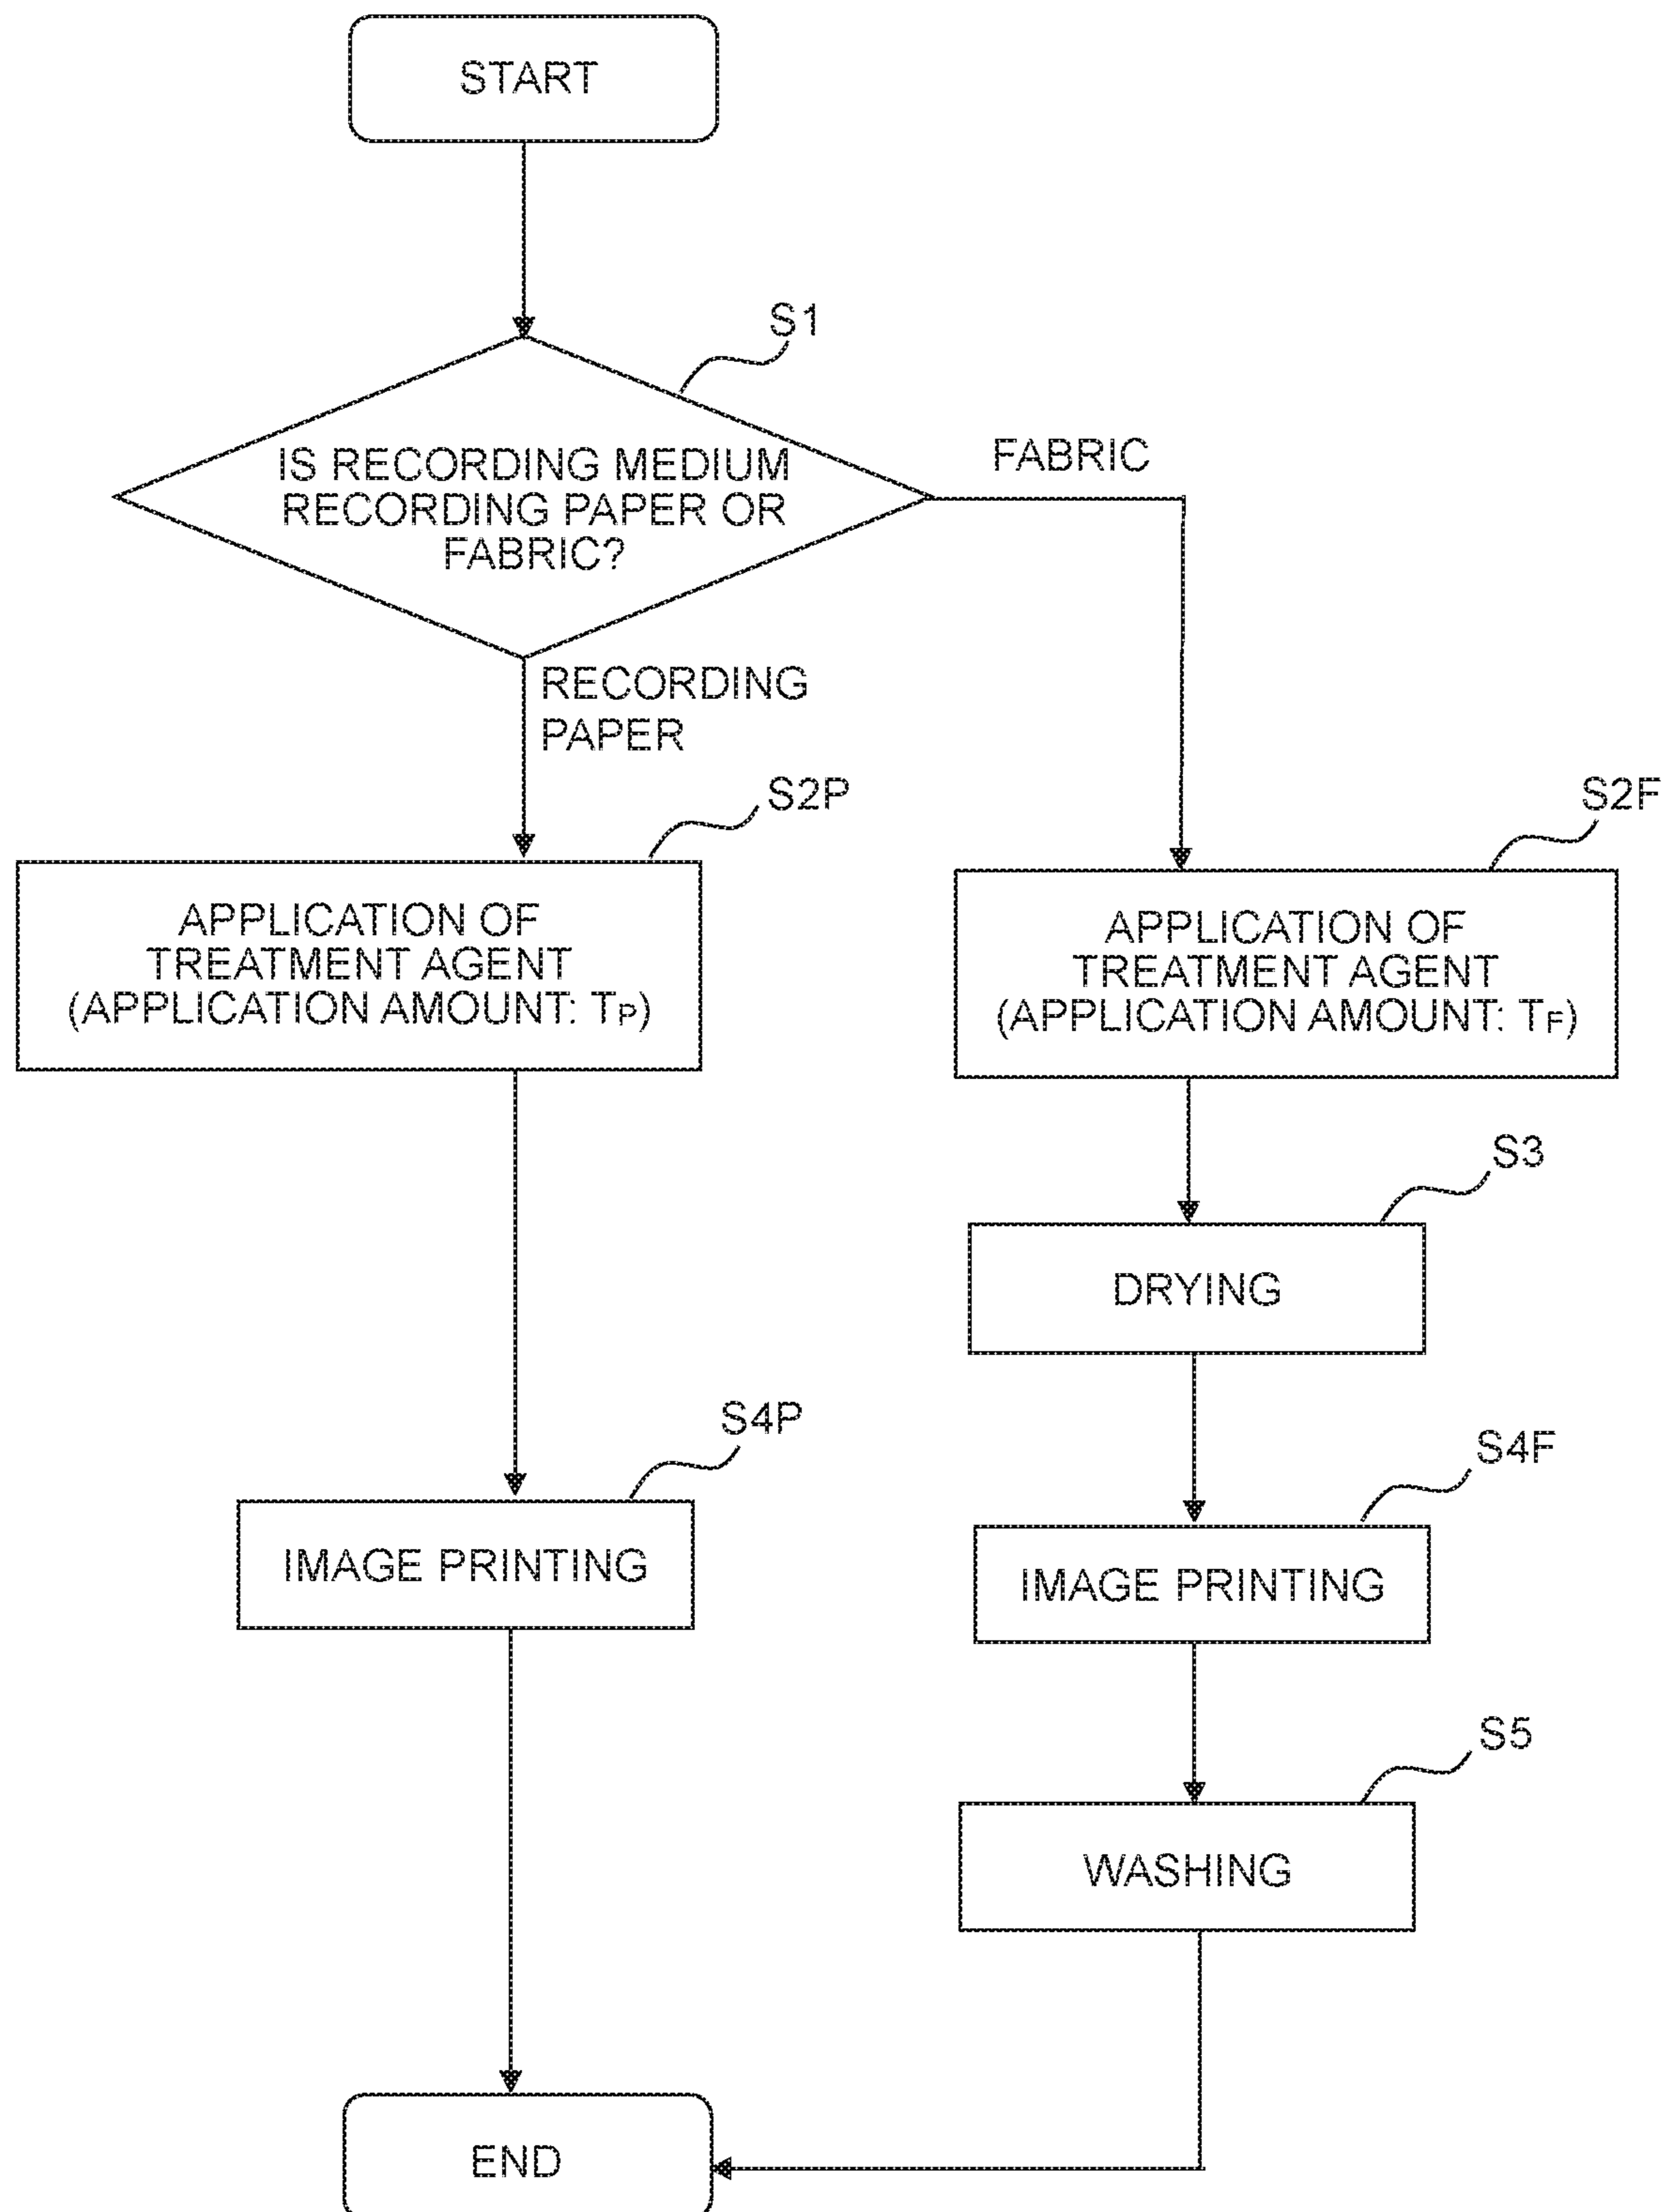 START
S1
IS RECORDING MEDIUM
RECORDING PAPER OR
FABRIC?
FABRIC
RECORDING
PAPER
S2P
APPLICATION OF
TREATMENT AGENT
(APPLICATION AMOUNT: TP)
S2F
APPLICATION OF
TREATMENT AGENT
(APPLICATION AMOUNT: TF)
S3
DRYING
S4P
IMAGE PRINTING
S4F
IMAGE PRINTING
S5
WASHING
END